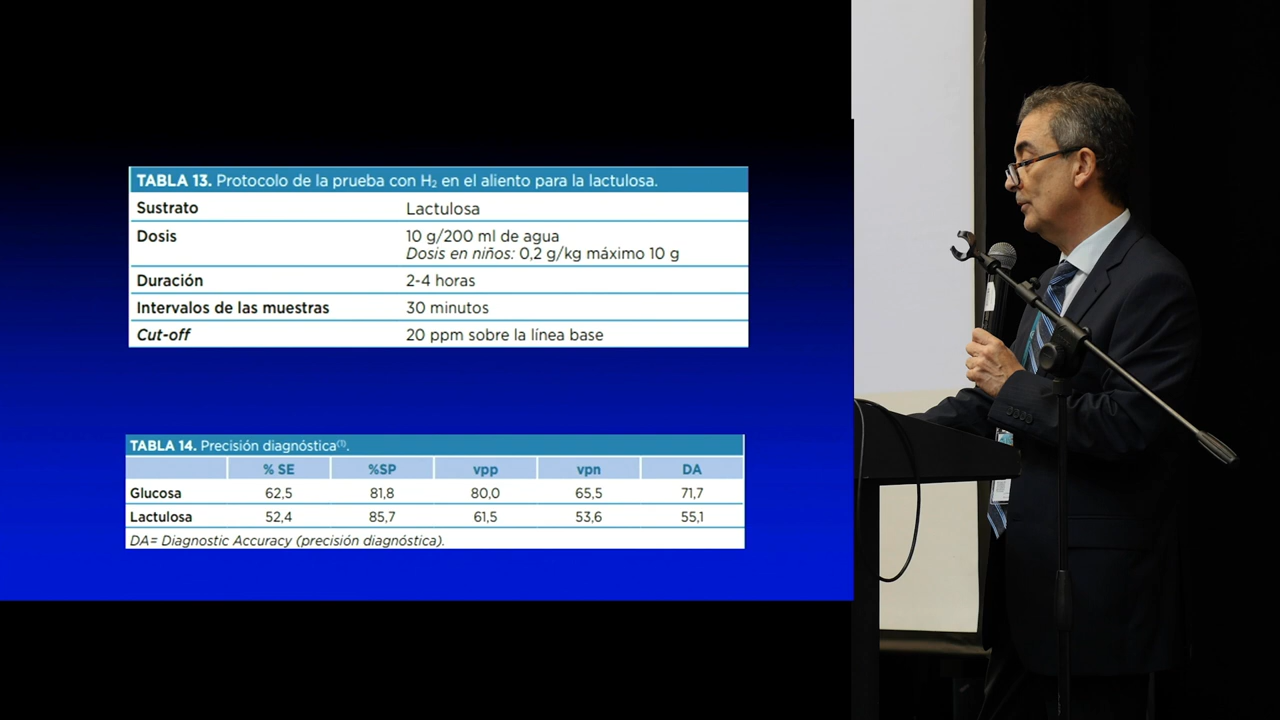 TABLA 13. Protocolo de la prueba con H₂ en el aliento para la lactulosa.
Sustrato Lactulosa
Dosis 10 g/200 ml de agua
Dosis en niños: 0,2 g/kg máximo 10 g
Duración 2-4 horas
Intervalos de las muestras 30 minutos
Cut-off 20 ppm sobre la línea base
TABLA 14. Precisión diagnóstica⁽¹⁾.
% SE %SP vpp vpn DA
Glucosa 62,5 81,8 80,0 65,5 71,7
Lactulosa 52,4 85,7 61,5 53,6 55,1
DA= Diagnostic Accuracy (precisión diagnóstica).